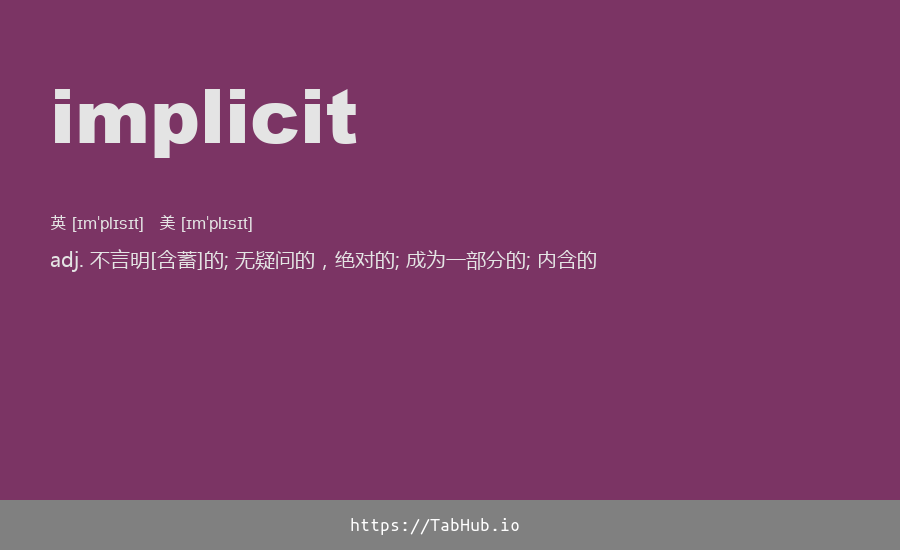 implicit
英 [ɪmˈplɪsɪt] 美 [ɪmˈplɪsɪt]
adj. 不言明[含蓄]的; 无疑问的，绝对的; 成为一部分的; 内含的
https://TabHub.io